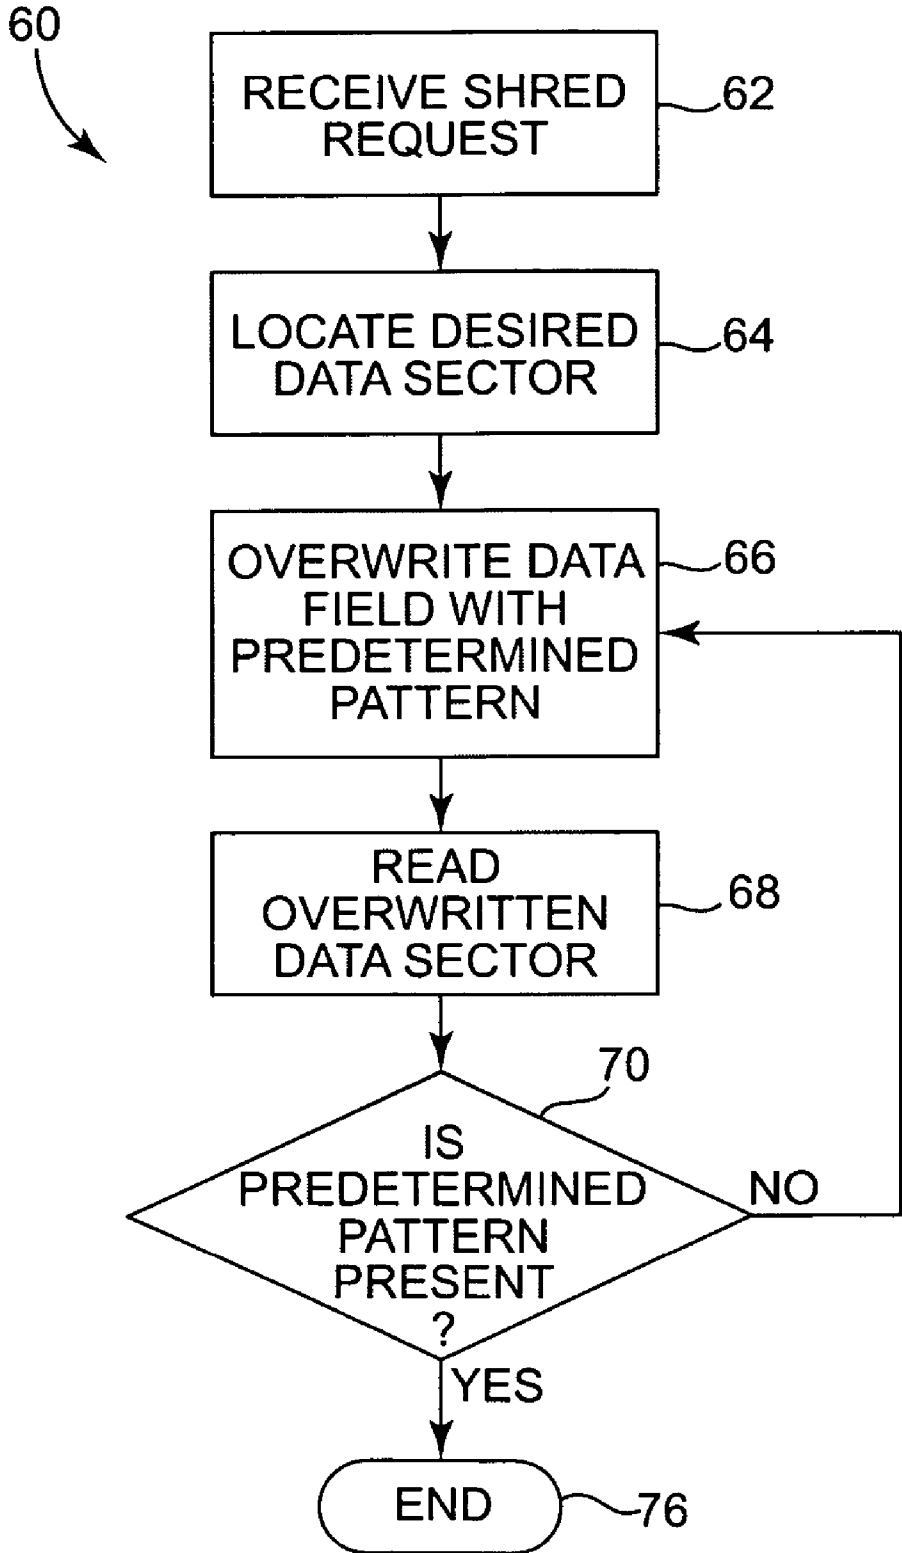 60
RECEIVE SHRED
REQUEST
62
LOCATE DESIRED
DATA SECTOR
64
OVERWRITE DATA
FIELD WITH
PREDETERMINED
PATTERN
66
READ
OVERWRITTEN
DATA SECTOR
68
70
IS
PREDETERMINED
PATTERN
PRESENT
?
NO
YES
END
76